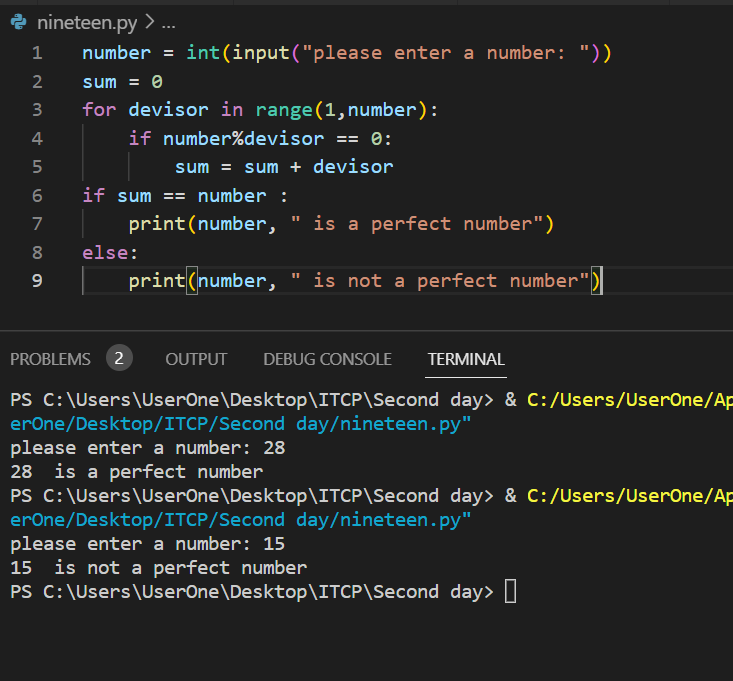 nineteen.py > ...
1 number = int(input("please enter a number: "))
2 sum = 0
3 for devisor in range(1,number):
4     if number%devisor == 0:
5         sum = sum + devisor
6 if sum == number :
7     print(number, " is a perfect number")
8 else:
9     print(number, " is not a perfect number")
PROBLEMS 2 OUTPUT DEBUG CONSOLE TERMINAL
PS C:\Users\UserOne\Desktop\ITCP\Second day> & C:/Users/UserOne/Ap
erOne/Desktop/ITCP/Second day/nineteen.py"
please enter a number: 28
28  is a perfect number
PS C:\Users\UserOne\Desktop\ITCP\Second day> & C:/Users/UserOne/Ap
erOne/Desktop/ITCP/Second day/nineteen.py"
please enter a number: 15
15  is not a perfect number
PS C:\Users\UserOne\Desktop\ITCP\Second day>